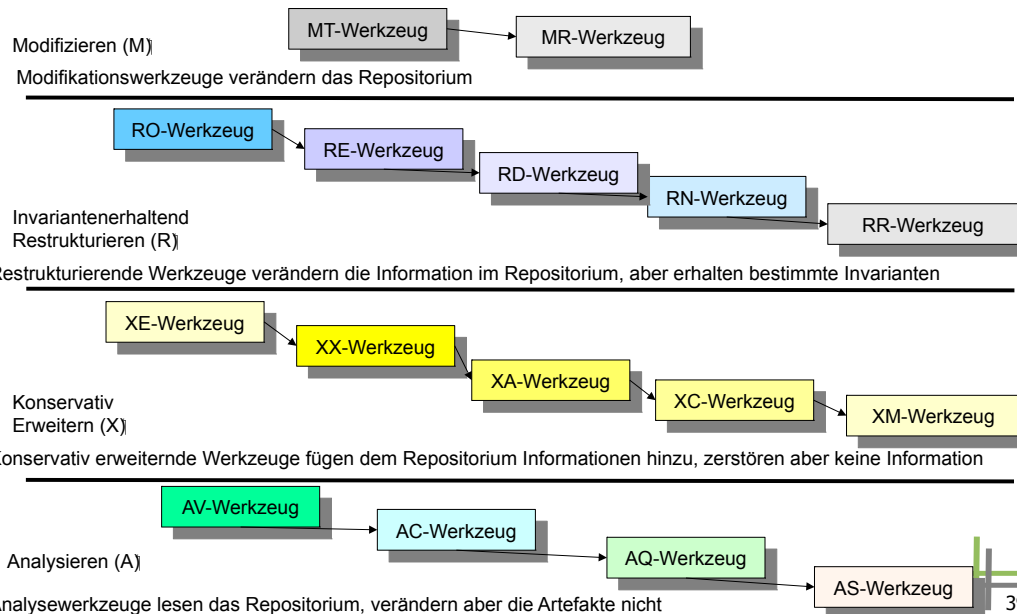 MT-Werkzeug
MR-Werkzeug
Modifizieren (M)
Modifikationswerkzeuge verändern das Repositorium
RO-Werkzeug
RE-Werkzeug
RD-Werkzeug
RN-Werkzeug
RR-Werkzeug
Invariantenerhaltend
Restrukturieren (R)
Restrukturierende Werkzeuge verändern die Information im Repositorium, aber erhalten bestimmte Invarianten
XE-Werkzeug
XX-Werkzeug
XA-Werkzeug
XC-Werkzeug
XM-Werkzeug
Konservativ
Erweitern (X)
Konservativ erweiternde Werkzeuge fügen dem Repositorium Informationen hinzu, zerstören aber keine Information
AV-Werkzeug
AC-Werkzeug
AQ-Werkzeug
AS-Werkzeug
Analysieren (A)
Analysewerkzeuge lesen das Repositorium, verändern aber die Artefakte nicht